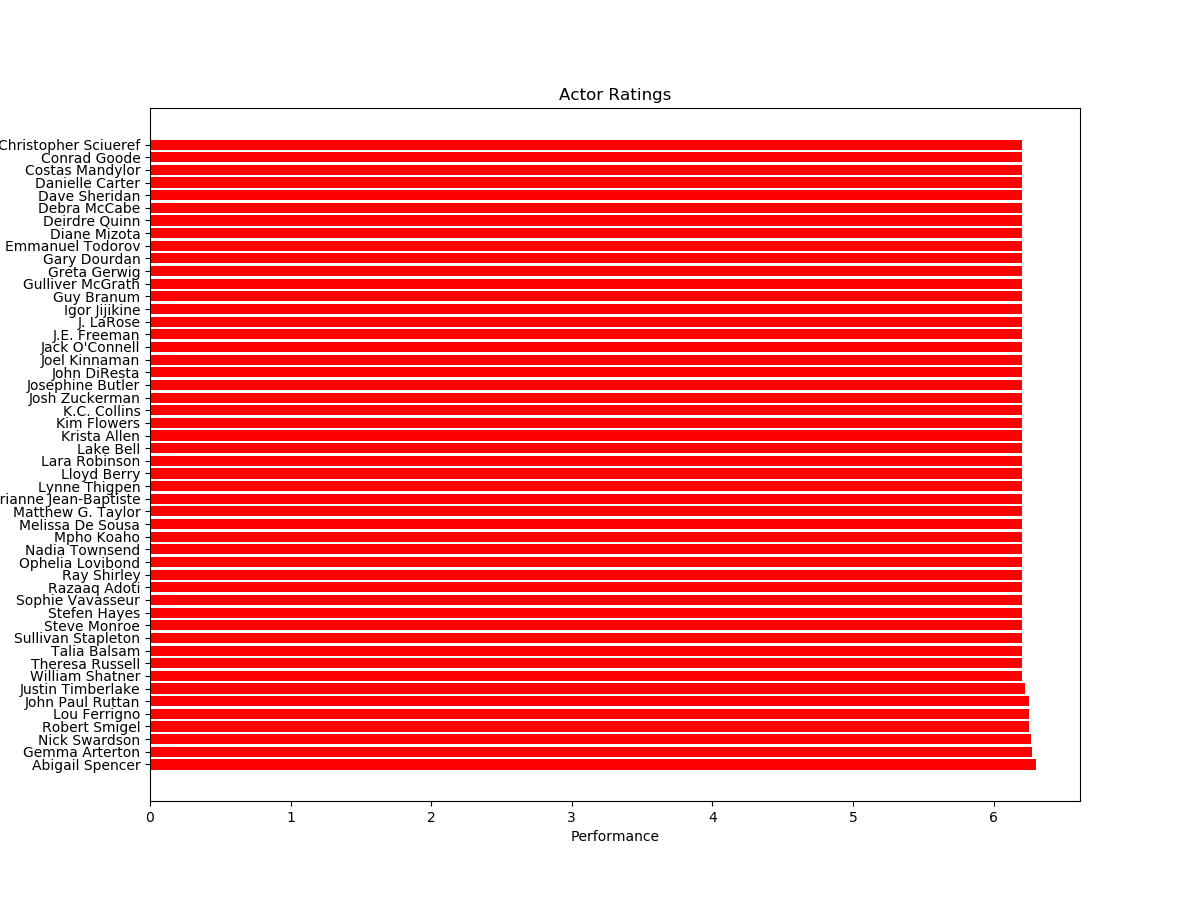 Actor Ratings
Christopher Sciueref
Conrad Goode
Costas Mandylor
Danielle Carter
Dave Sheridan
Debra McCabe
Deirdre Quinn
Diane Mizota
Emmanuel Todorov
Gary Dourdan
Greta Gerwig
Gulliver McGrath
Guy Branum
Igor Jijikine
J. LaRose
J.E. Freeman
Jack O'Connell
Joel Kinnaman
John DiResta
Josephine Butler
Josh Zuckerman
K.C. Collins
Kim Flowers
Krista Allen
Lake Bell
Lara Robinson
Lloyd Berry
Lynne Thigpen
rianne Jean-Baptiste
Matthew G. Taylor
Melissa De Sousa
Mpho Koaho
Nadia Townsend
Ophelia Lovibond
Ray Shirley
Razaaq Adoti
Sophie Vavasseur
Stefen Hayes
Steve Monroe
Sullivan Stapleton
Talia Balsam
Theresa Russell
William Shatner
Justin Timberlake
John Paul Ruttan
Lou Ferrigno
Robert Smigel
Nick Swardson
Gemma Arterton
Abigail Spencer
0 1 2 3 4 5 6
Performance